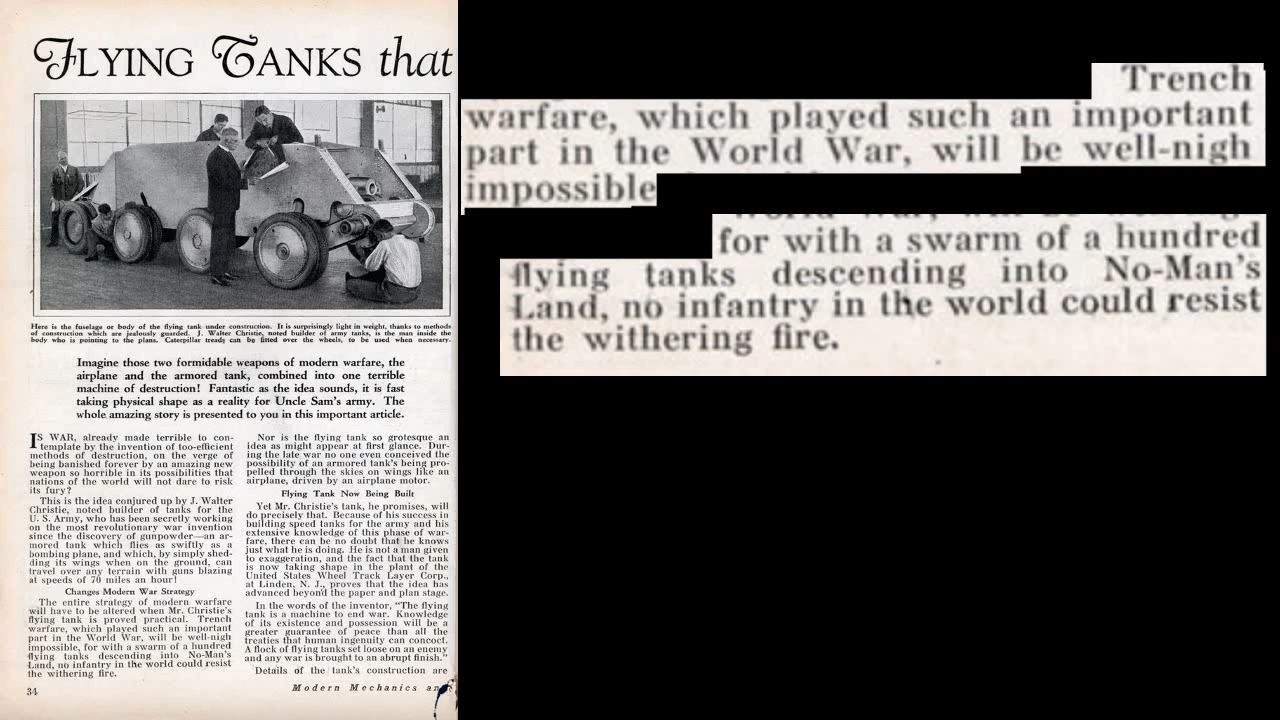 FLYING TANKS that
Here is the fuselage or body of the flying tank under construction. It is surprisingly light in weight, thanks to methods
of construction which are jealously guarded. J. Walter Christie, noted builder of army tanks, is the man inside the
body who is pointing to the plans. Caterpillar treads can be fitted over the wheels, to be used when necessary.
Imagine those two formidable weapons of modern warfare, the
airplane and the armored tank, combined into one terrible
machine of destruction! Fantastic as the idea sounds, it is fast
taking physical shape as a reality for Uncle Sam's army. The
whole amazing story is presented to you in this important article.
IS WAR, already made terrible to con-
template by the invention of too-efficient
methods of destruction, on the verge of
being banished forever by an amazing new
weapon so horrible in its possibilities that
nations of the world will not dare to risk
its fury?
This is the idea conjured up by J. Walter
Christie, noted builder of tanks for the
U. S. Army, who has been secretly working
on the most revolutionary war invention
since the discovery of gunpowder—an ar-
mored tank which flies as swiftly as a
bombing plane, and which, by simply shed-
ding its wings when on the ground, can
travel over any terrain with guns blazing
at speeds of 70 miles an hour!
Changes Modern War Strategy
The entire strategy of modern warfare
will have to be altered when Mr. Christie's
flying tank is proved practical. Trench
warfare, which played such an important
part in the World War, will be well-nigh
impossible, for with a swarm of a hundred
flying tanks descending into No-Man's
Land, no infantry in the world could resist
the withering fire.
34
Nor is the flying tank so grotesque an
idea as might appear at first glance. Dur-
ing the late war no one even conceived the
possibility of an armored tank's being pro-
pelled through the skies on wings like an
airplane, driven by an airplane motor.
Flying Tank Now Being Built
Yet Mr. Christie's tank, he promises, will
do precisely that. Because of his success in
building speed tanks for the army and his
extensive knowledge of this phase of war-
fare, there can be no doubt that he knows
just what he is doing. He is not a man given
to exaggeration, and the fact that the tank
is now taking shape in the plant of the
United States Wheel Track Layer Corp.,
at Linden, N. J., proves that the idea has
advanced beyond the paper and plan stage.
In the words of the inventor, "The flying
tank is a machine to end war. Knowledge
of its existence and possession will be a
greater guarantee of peace than all the
treaties that human ingenuity can concoct.
A flock of flying tanks set loose on an enemy
and any war is brought to an abrupt finish."
Details of the tank's construction are
Modern Mechanics
Trench
warfare, which played such an important
part in the World War, will be well-nigh
impossible
for with a swarm of a hundred
flying tanks descending into No-Man's
Land, no infantry in the world could resist
the withering fire.